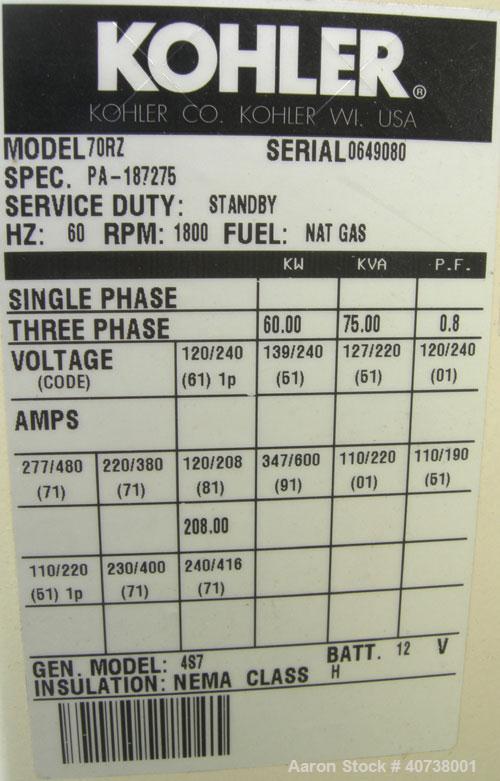 KOHLER®
KOHLER CO. KOHLER WI. USA
MODEL 70RZ SERIAL 0649080
SPEC. PA-187275
SERVICE DUTY: STANDBY
HZ: 60 RPM: 1800 FUEL: NAT GAS
KW KVA P.F.
SINGLE PHASE
THREE PHASE 60.00 75.00 0.8
VOLTAGE 120/240 139/240 127/220 120/240
(CODE) (61) 1p (51) (51) (01)
AMPS
277/480 220/380 120/208 347/600 110/220 110/190
(71) (71) (81) (91) (01) (51)
208.00
110/220 230/400 240/416
(51) 1p (71) (71)
GEN. MODEL: 4S7 BATT. 12 V
INSULATION: NEMA CLASS H
Aaron Stock # 40738001